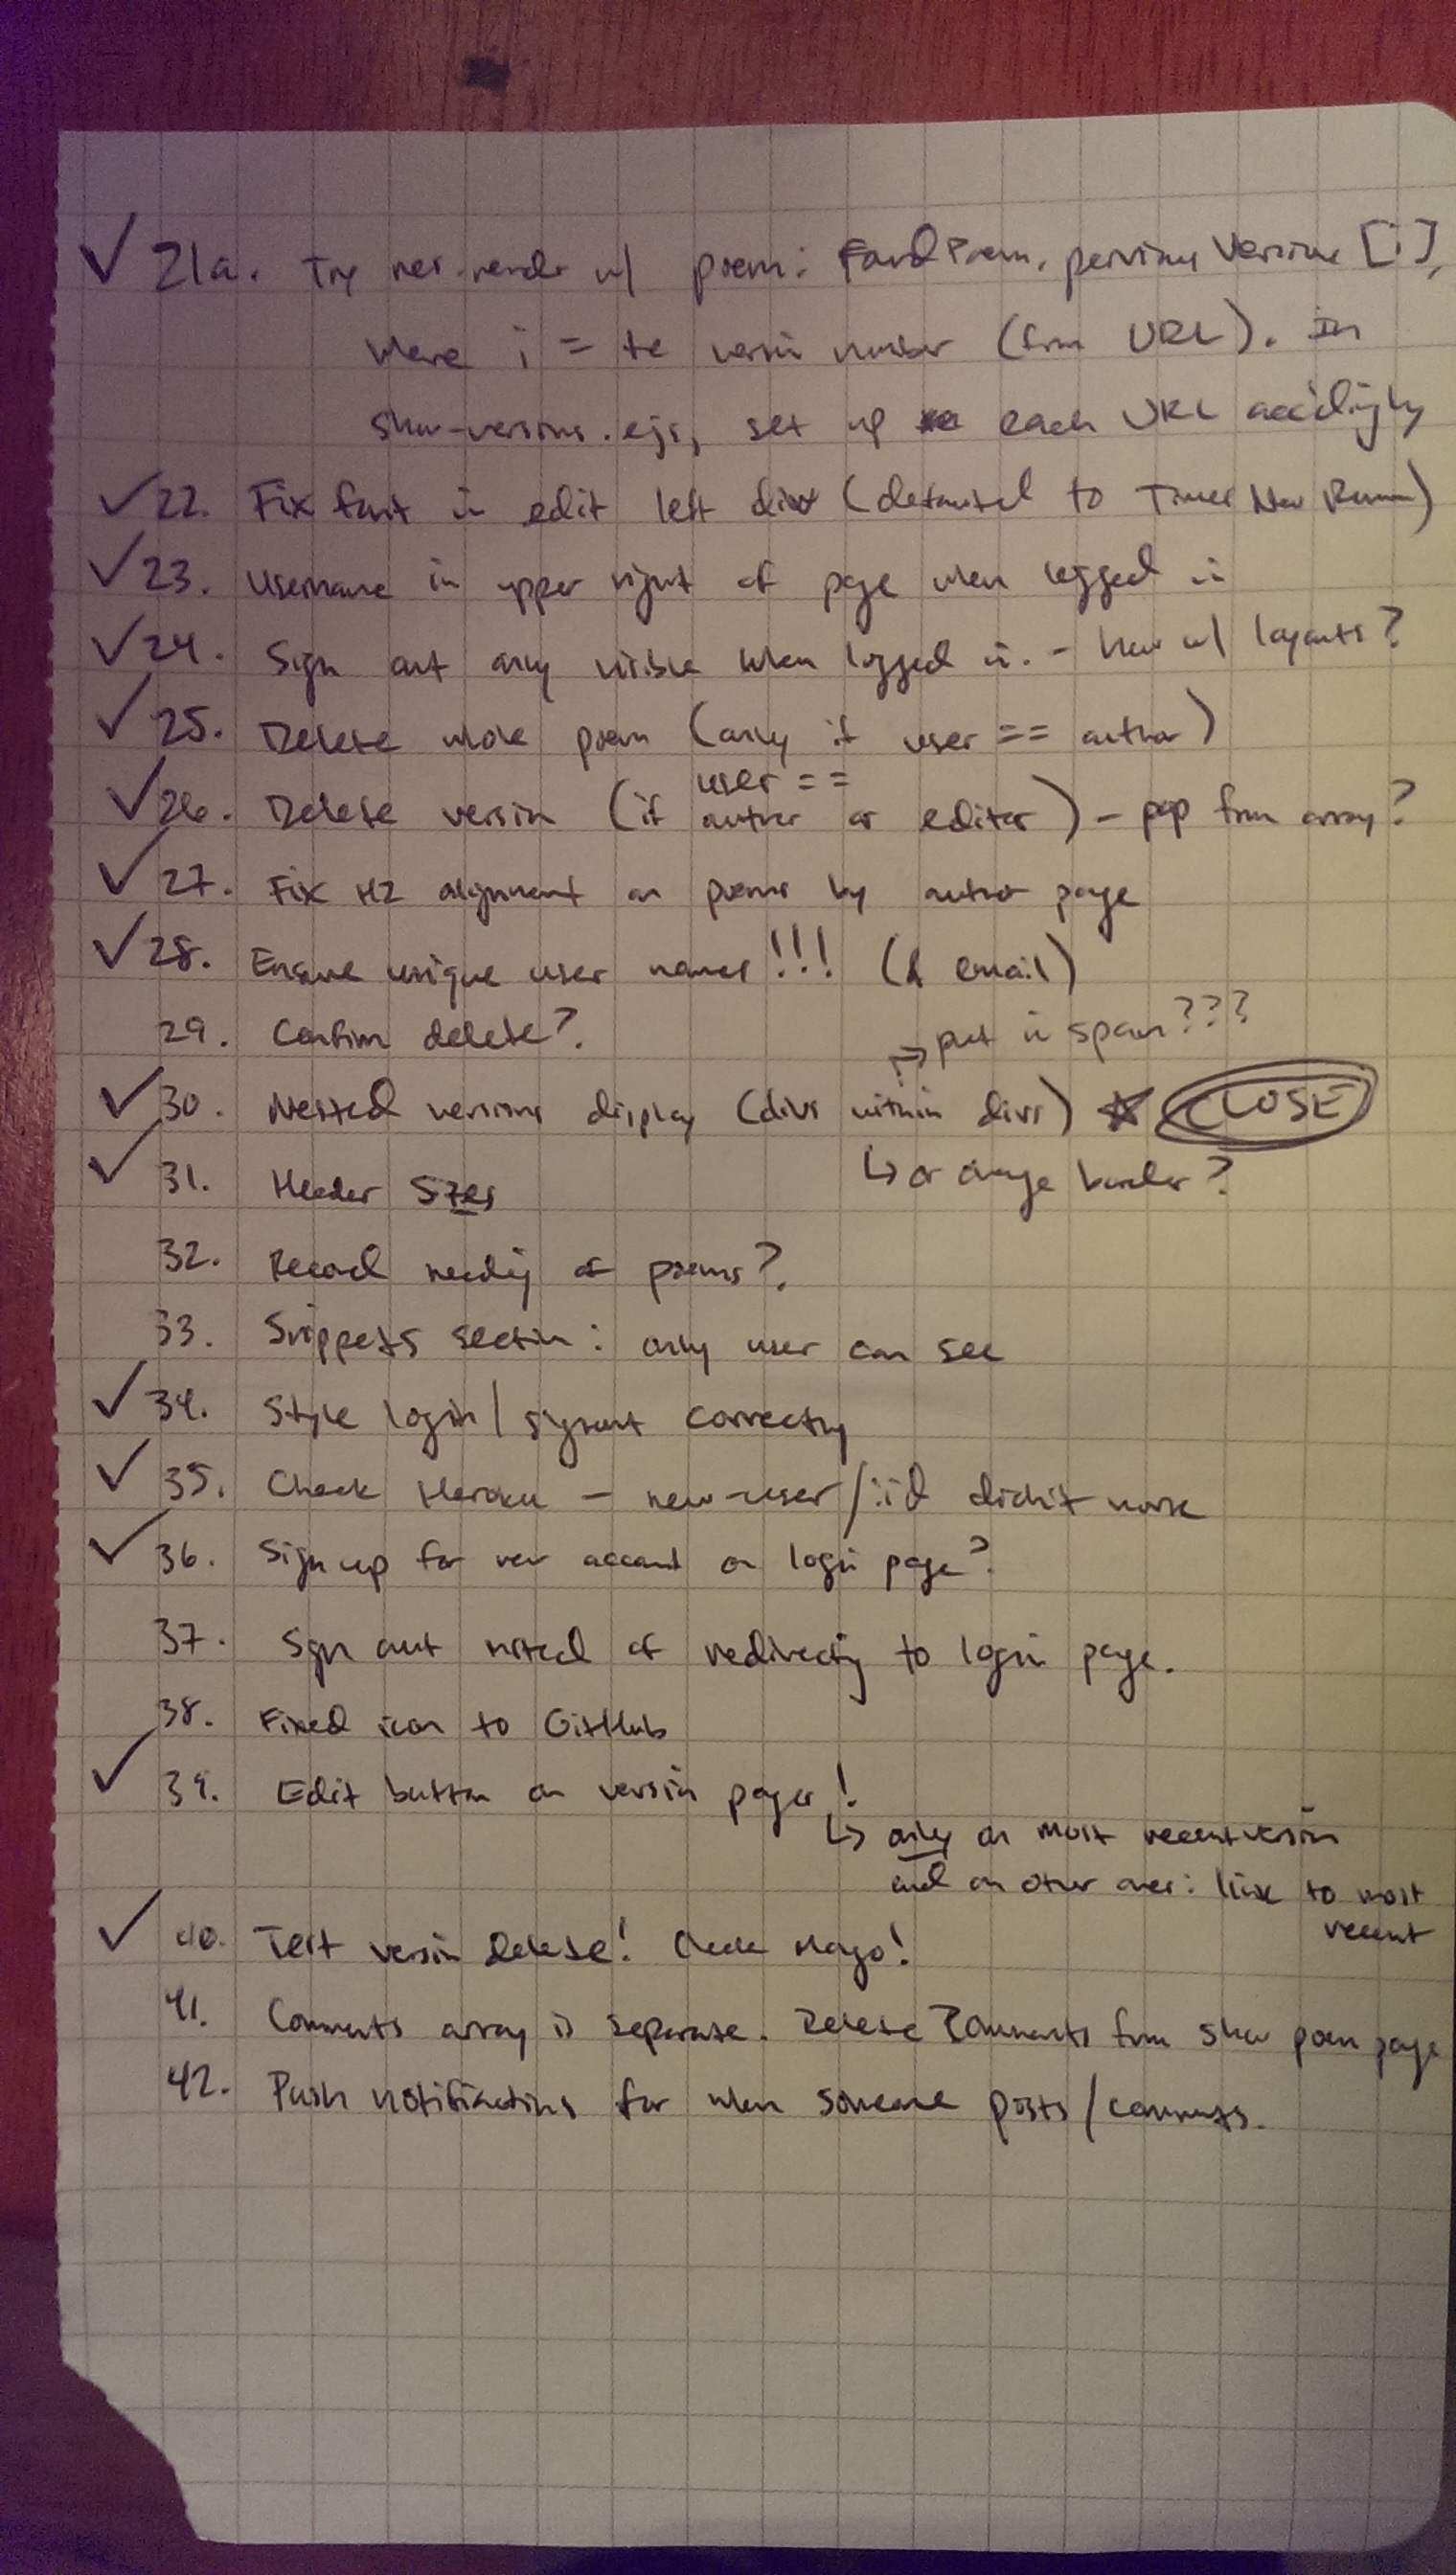 ✓ 21a. Try res.render w/ poem: FoundPoem. Versions [i],
where i = the version number (from URL). In
show-versions.ejs, set up each URL accordingly
✓ 22. Fix font in edit left div (defaulted to Times New Roman)
✓ 23. Username in upper right of page when logged in
✓ 24. Sign out only visible when logged in. - How w/ layouts?
✓ 25. Delete whole poem (only if user == author)
✓ 26. Delete version (if user == author or editor) - pop from array?
✓ 27. Fix H2 alignment on poems by author page
✓ 28. Ensure unique user names!!! (& email)
29. Confirm delete?
↱ put in span???
✓ 30. Nested versions display (divs within divs) ☆ CLOSE
↳ or change border?
✓ 31. Header Szes
32. Record reading of poems?
33. Snippets section: only user can see
✓ 34. Style login/signout correctly
✓ 35. Check Heroku - new-user/:id didn't work
✓ 36. Sign up for new account on login page?
37. Sign out instead of redirecting to login page.
38. Fixed icon to GitHub
✓ 39. Edit button on version pages!
↳ only on most recent version
and on other ones: link to most
recent
✓ 40. Test version delete! Check Mongo!
41. Comments array is separate. Delete Comments from show poem page
42. Push notifications for when someone posts/comments.